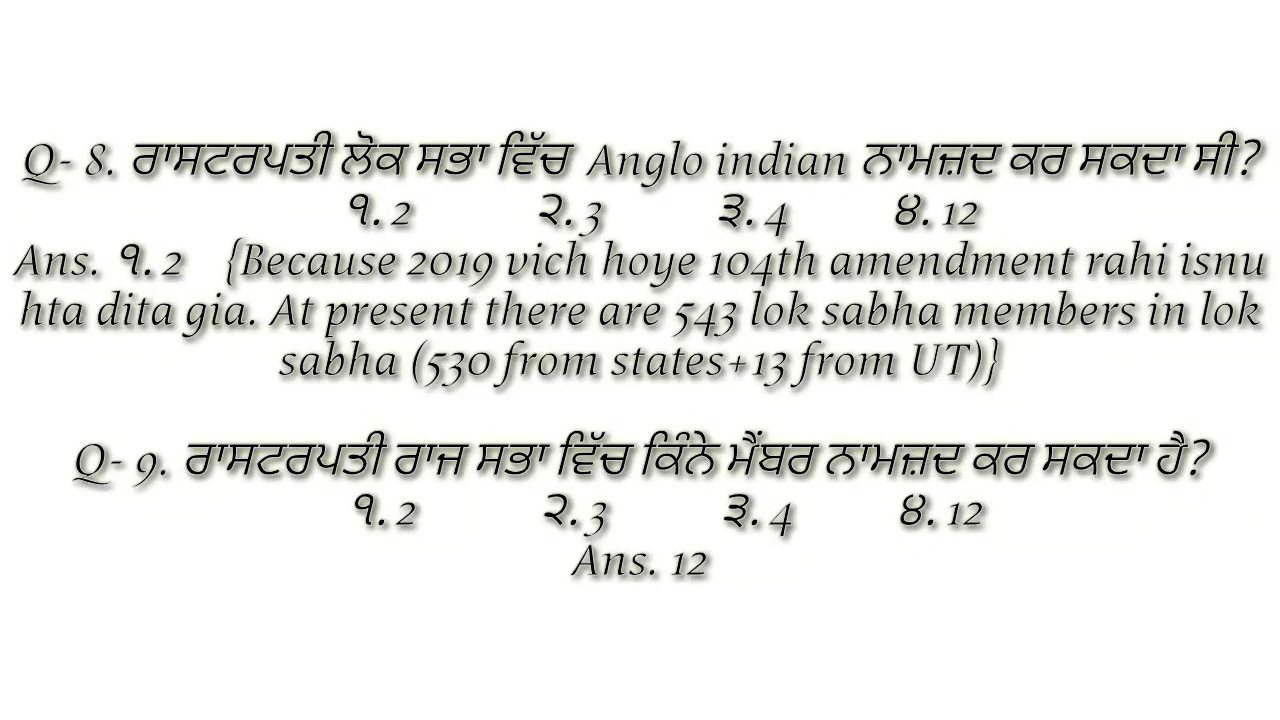 Q- 8. ਰਾਸਟਰਪਤੀ ਲੋਕ ਸਭਾ ਵਿੱਚ Anglo indian ਨਾਮਜ਼ਦ ਕਰ ਸਕਦਾ ਸੀ?
੧. 2 ੨. 3 ੩. 4 ੪. 12
Ans. ੧. 2 {Because 2019 vich hoye 104th amendment rahi isnu
hta dita gia. At present there are 543 lok sabha members in lok
sabha (530 from states+13 from UT)}
Q- 9. ਰਾਸਟਰਪਤੀ ਰਾਜ ਸਭਾ ਵਿੱਚ ਕਿੰਨੇ ਮੈਂਬਰ ਨਾਮਜ਼ਦ ਕਰ ਸਕਦਾ ਹੈ?
੧. 2 ੨. 3 ੩. 4 ੪. 12
Ans. 12